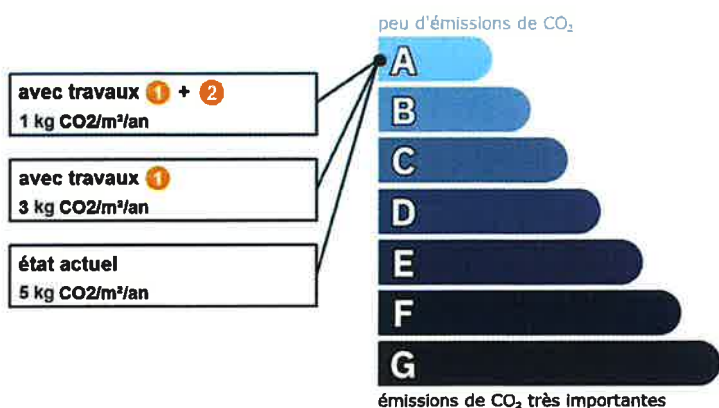 peu d'émissions de CO₂
A
B
C
D
E
F
G
émissions de CO₂ très importantes
avec travaux 1 + 2
1 kg CO2/m²/an
avec travaux 1
3 kg CO2/m²/an
état actuel
5 kg CO2/m²/an